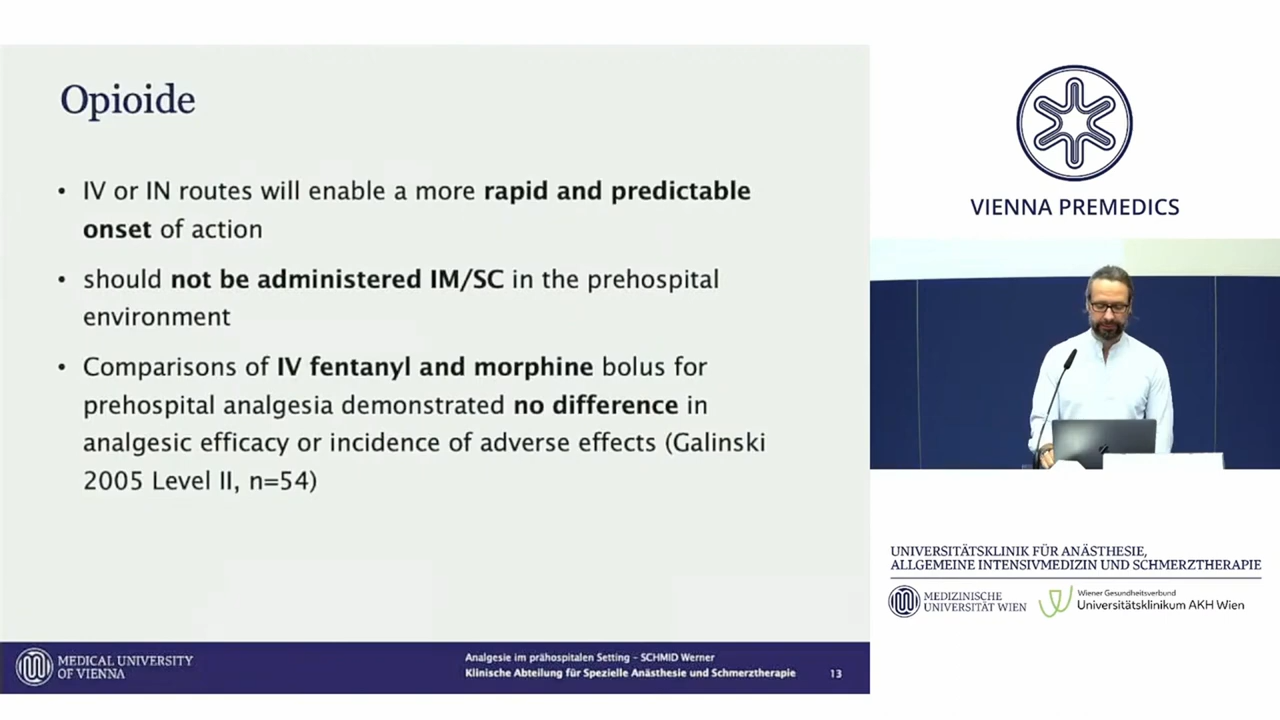 Opioide
• IV or IN routes will enable a more rapid and predictable
onset of action
• should not be administered IM/SC in the prehospital
environment
• Comparisons of IV fentanyl and morphine bolus for
prehospital analgesia demonstrated no difference in
analgesic efficacy or incidence of adverse effects (Galinski
2005 Level II, n=54)
MEDICAL UNIVERSITY
OF VIENNA
Analgesie im prähospitalen Setting – SCHMID Werner
Klinische Abteilung für Spezielle Anästhesie und Schmerztherapie
13
VIENNA PREMEDICS
UNIVERSITÄTSKLINIK FÜR ANÄSTHESIE,
ALLGEMEINE INTENSIVMEDIZIN UND SCHMERZTHERAPIE
MEDIZINISCHE
UNIVERSITÄT WIEN
Wiener Gesundheitsverbund
Universitätsklinikum AKH Wien